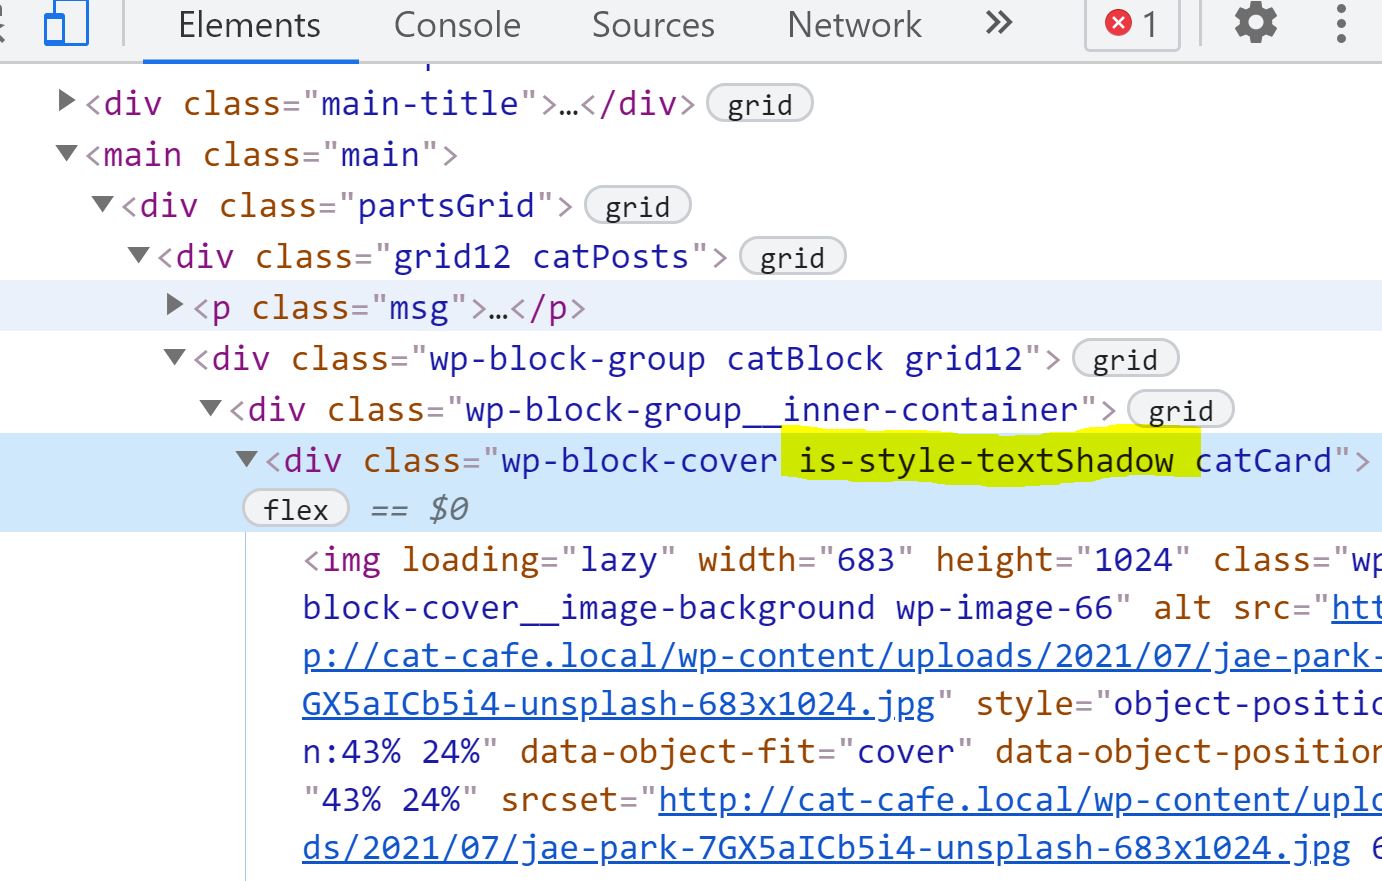 Elements Console Sources Network 1
<div class="main-title">…</div> grid
<main class="main">
<div class="partsGrid"> grid
<div class="grid12 catPosts"> grid
<p class="msg">…</p>
<div class="wp-block-group catBlock grid12"> grid
<div class="wp-block-group__inner-container"> grid
<div class="wp-block-cover is-style-textShadow catCard">
flex == $0
<img loading="lazy" width="683" height="1024" class="wp
block-cover__image-background wp-image-66" alt src="htt
p://cat-cafe.local/wp-content/uploads/2021/07/jae-park-
GX5aICb5i4-unsplash-683x1024.jpg" style="object-positio
n:43% 24%" data-object-fit="cover" data-object-position
"43% 24%" srcset="http://cat-cafe.local/wp-content/uplo
ds/2021/07/jae-park-7GX5aICb5i4-unsplash-683x1024.jpg 6